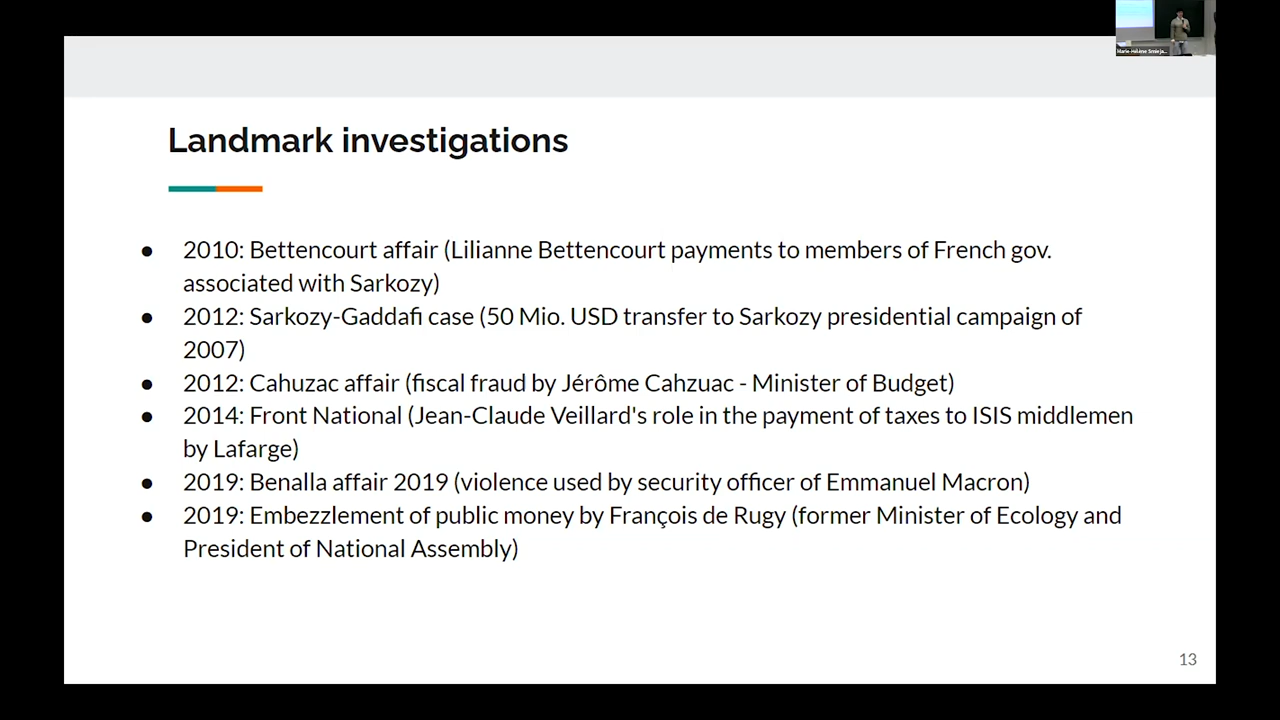 Landmark investigations
● 2010: Bettencourt affair (Lilianne Bettencourt payments to members of French gov.
associated with Sarkozy)
● 2012: Sarkozy-Gaddafi case (50 Mio. USD transfer to Sarkozy presidential campaign of
2007)
● 2012: Cahuzac affair (fiscal fraud by Jérôme Cahzuac - Minister of Budget)
● 2014: Front National (Jean-Claude Veillard's role in the payment of taxes to ISIS middlemen
by Lafarge)
● 2019: Benalla affair 2019 (violence used by security officer of Emmanuel Macron)
● 2019: Embezzlement of public money by François de Rugy (former Minister of Ecology and
President of National Assembly)
13